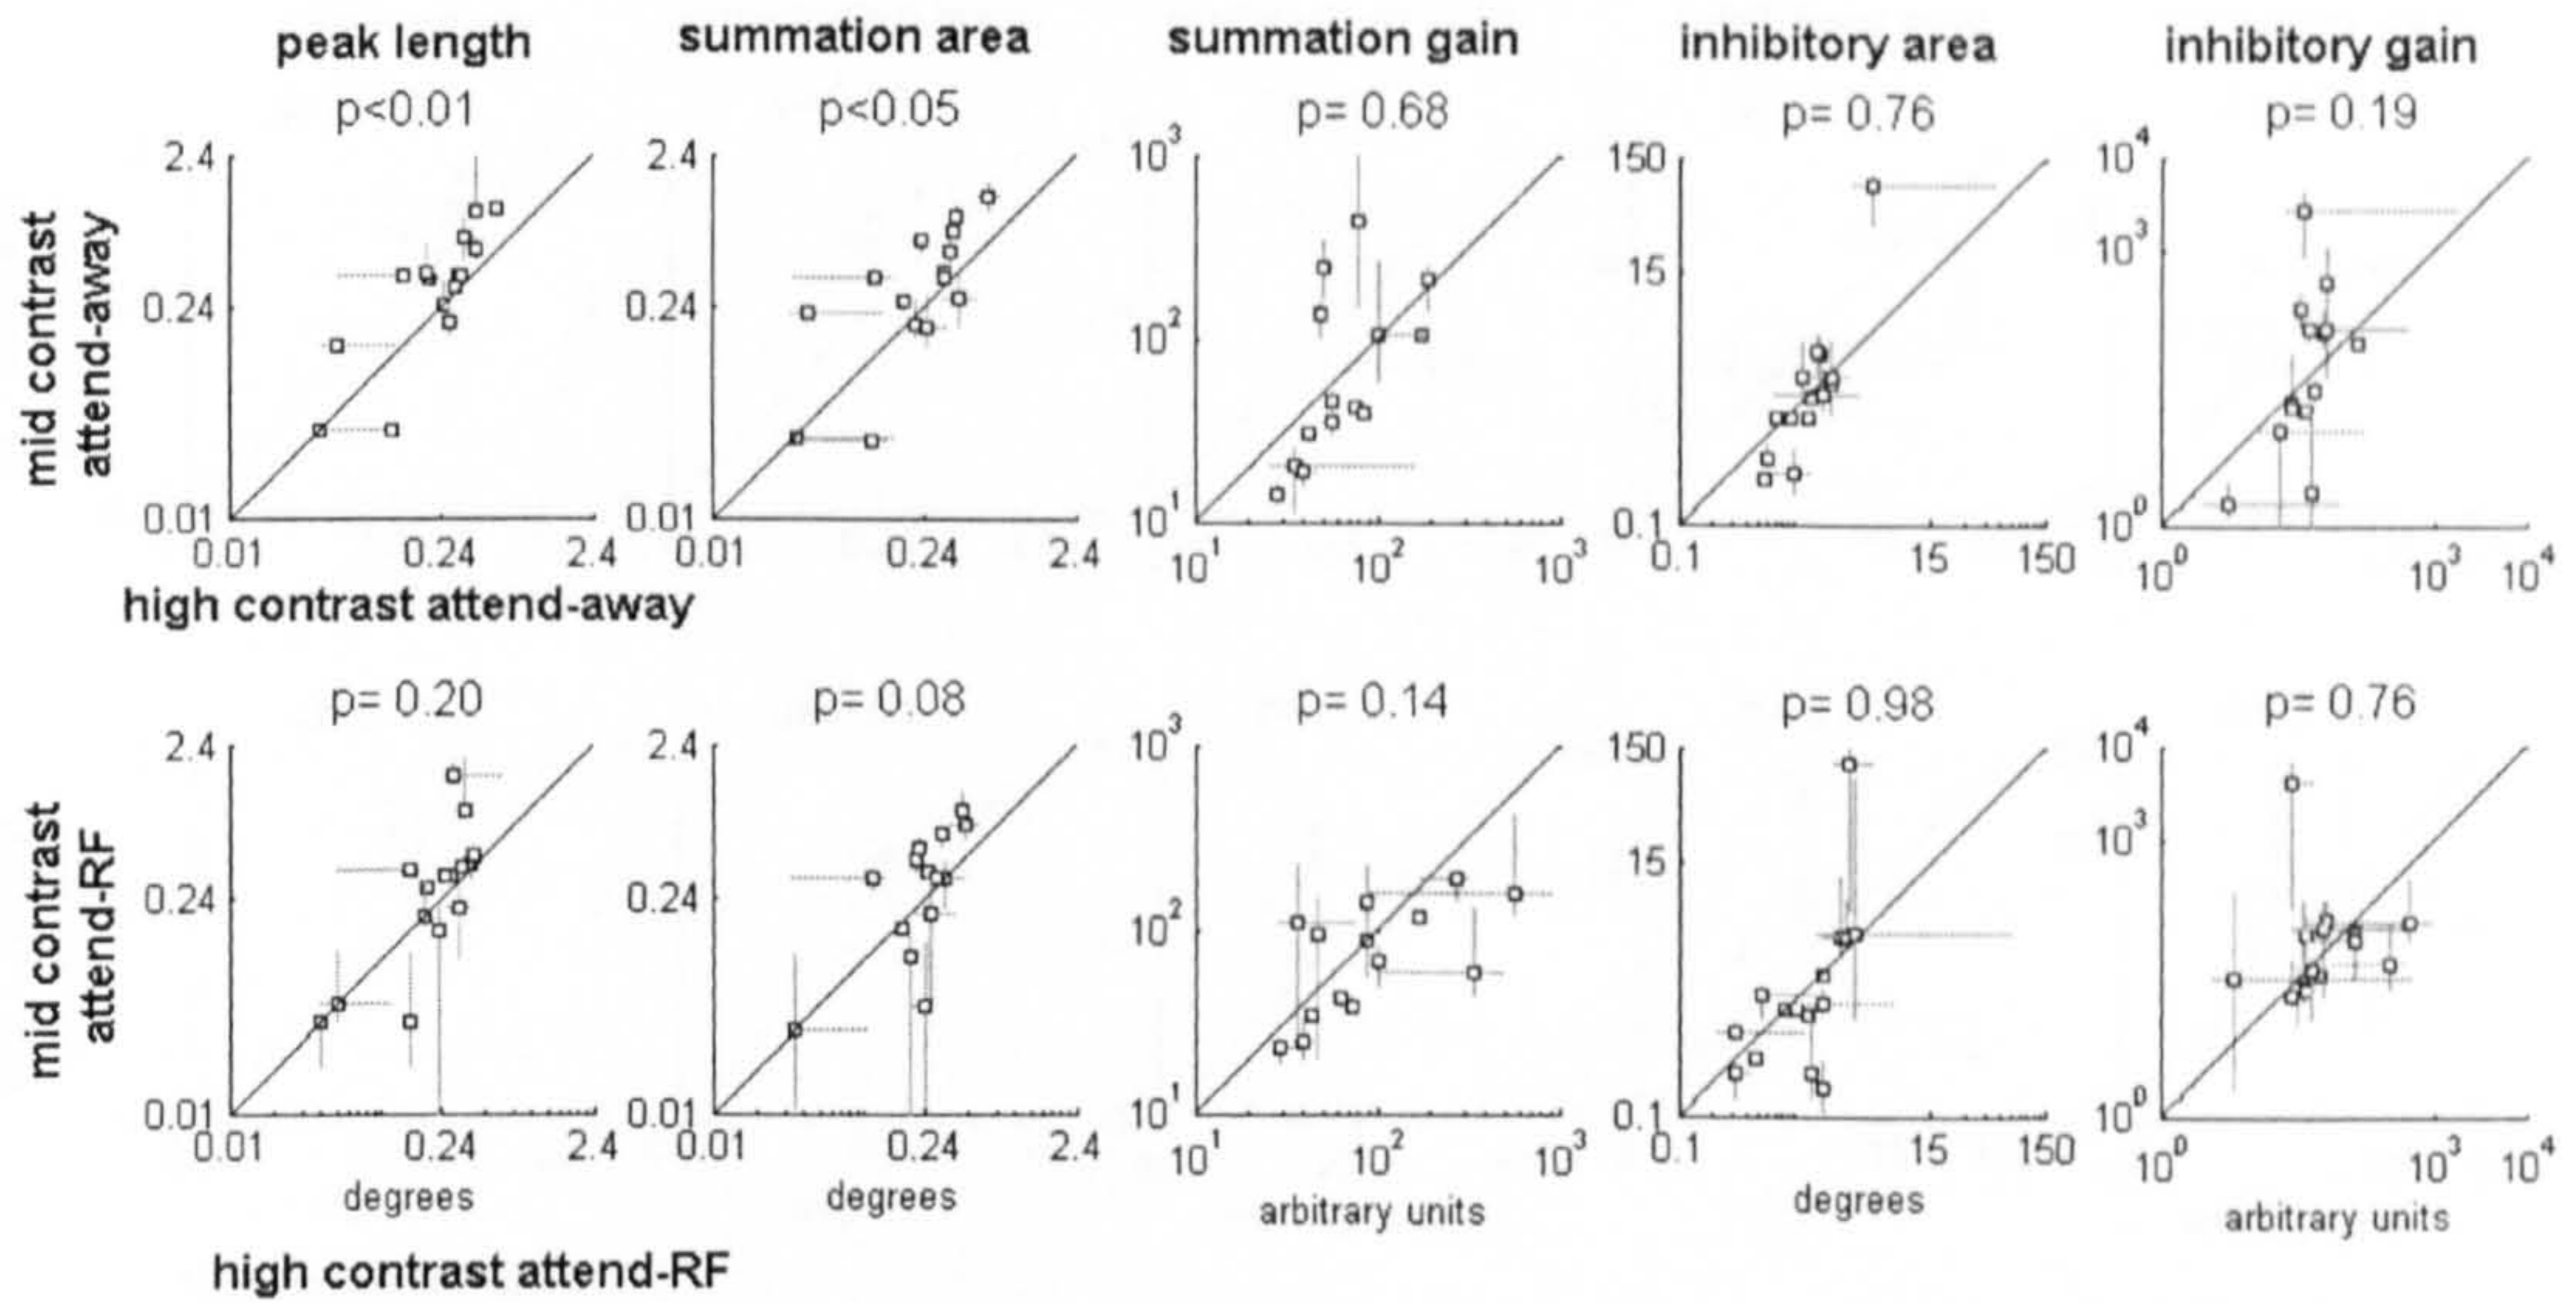 peak length summation area summation gain inhibitory area inhibitory gain
p<0.01 p<0.05 p= 0.68 p= 0.76 p= 0.19
mid contrast
attend-away
2.4 0.24 0.01
0.01 0.24 2.4
2.4 0.24 0.01
0.01 0.24 2.4
10³ 10² 10¹
10¹ 10² 10³
150 15 0.1
0.1 15 150
10⁴ 10³ 10⁰
10⁰ 10³ 10⁴
high contrast attend-away
p= 0.20 p= 0.08 p= 0.14 p= 0.98 p= 0.76
mid contrast
attend-RF
2.4 0.24 0.01
0.01 0.24 2.4
2.4 0.24 0.01
0.01 0.24 2.4
10³ 10² 10¹
10¹ 10² 10³
150 15 0.1
0.1 15 150
10⁴ 10³ 10⁰
10⁰ 10³ 10⁴
degrees degrees arbitrary units degrees arbitrary units
high contrast attend-RF